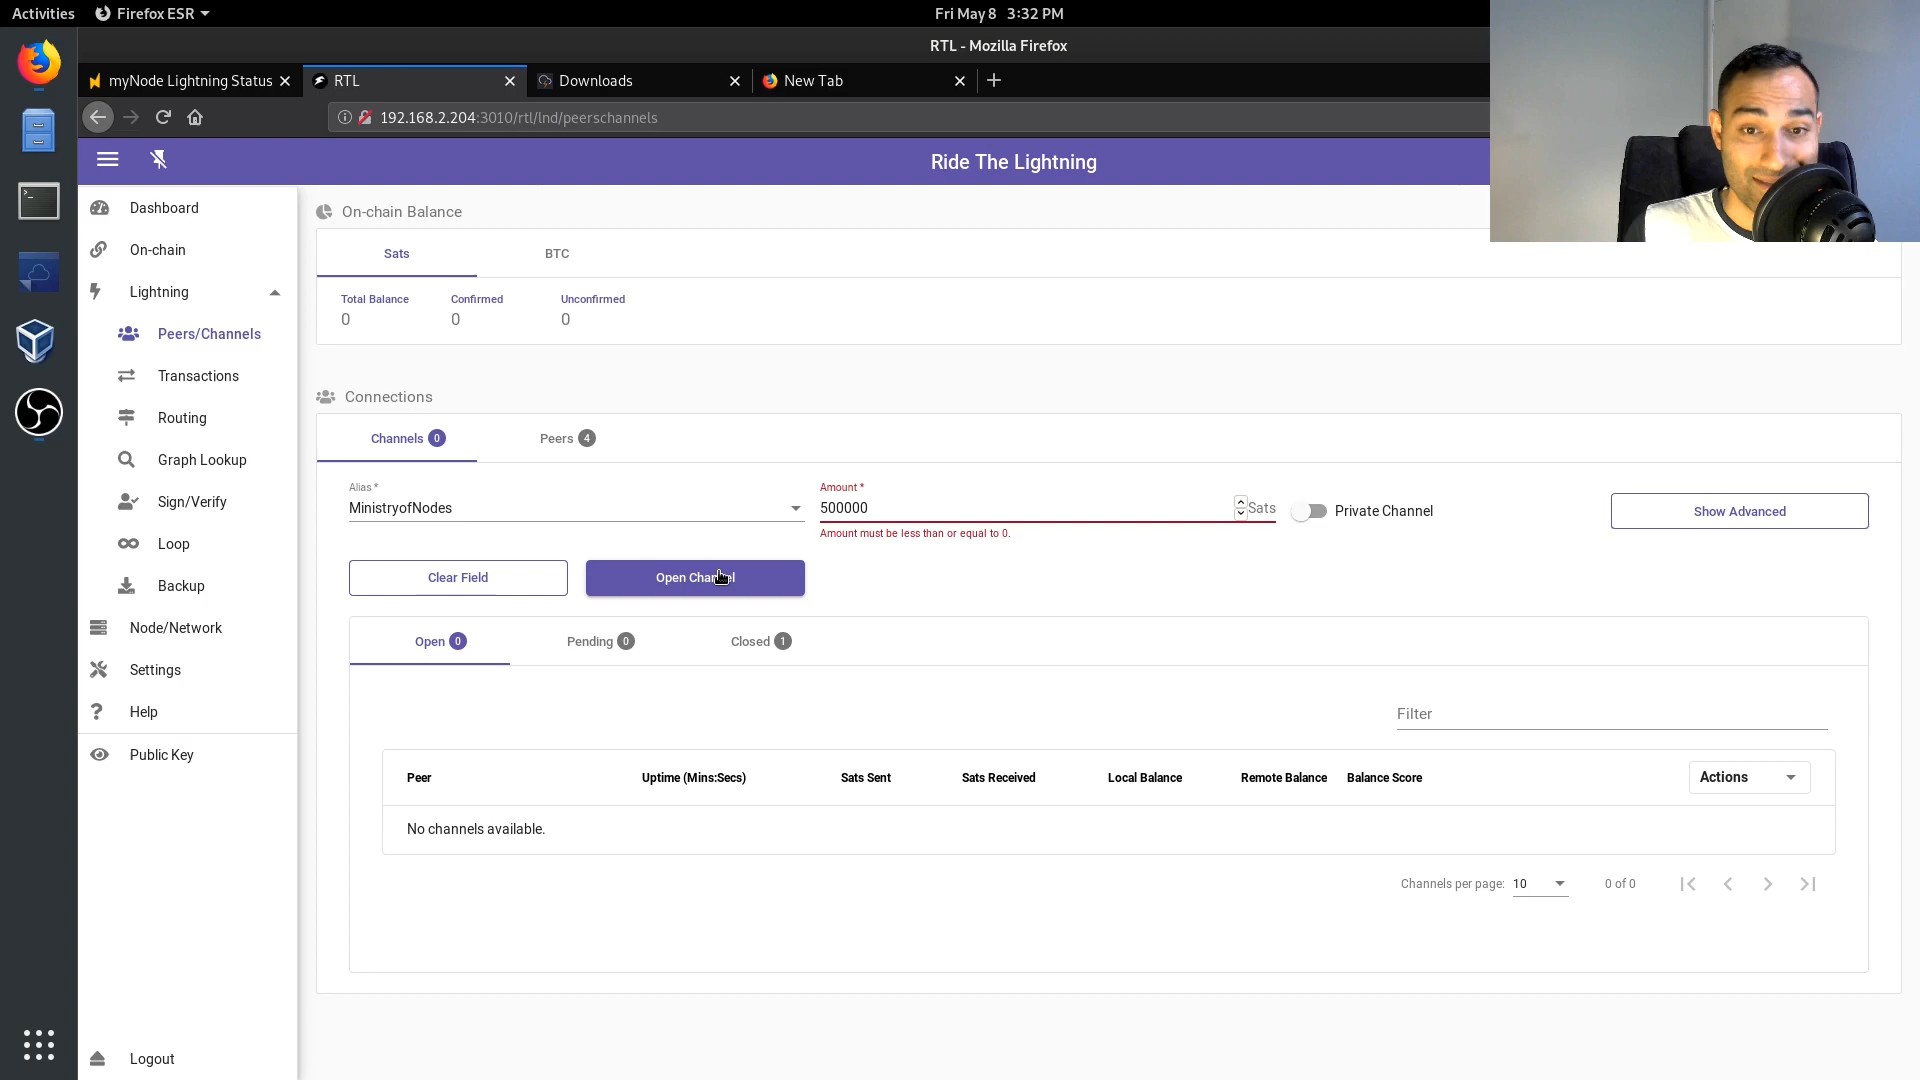 Activities Firefox ESR Fri May 8 3:32 PM
RTL - Mozilla Firefox
myNode Lightning Status RTL Downloads New Tab
192.168.2.204:3010/rtl/lnd/peerschannels
Ride The Lightning
Dashboard
On-chain
Lightning
Peers/Channels
Transactions
Routing
Graph Lookup
Sign/Verify
Loop
Backup
Node/Network
Settings
Help
Public Key
Logout
On-chain Balance
Sats BTC
Total Balance Confirmed Unconfirmed
0 0 0
Connections
Channels 0 Peers 4
Alias * Amount *
MinistryofNodes 500000 Sats Private Channel Show Advanced
Amount must be less than or equal to 0.
Clear Field Open Channel
Open 0 Pending 0 Closed 1
Filter
Peer Uptime (Mins:Secs) Sats Sent Sats Received Local Balance Remote Balance Balance Score Actions
No channels available.
Channels per page: 10 0 of 0